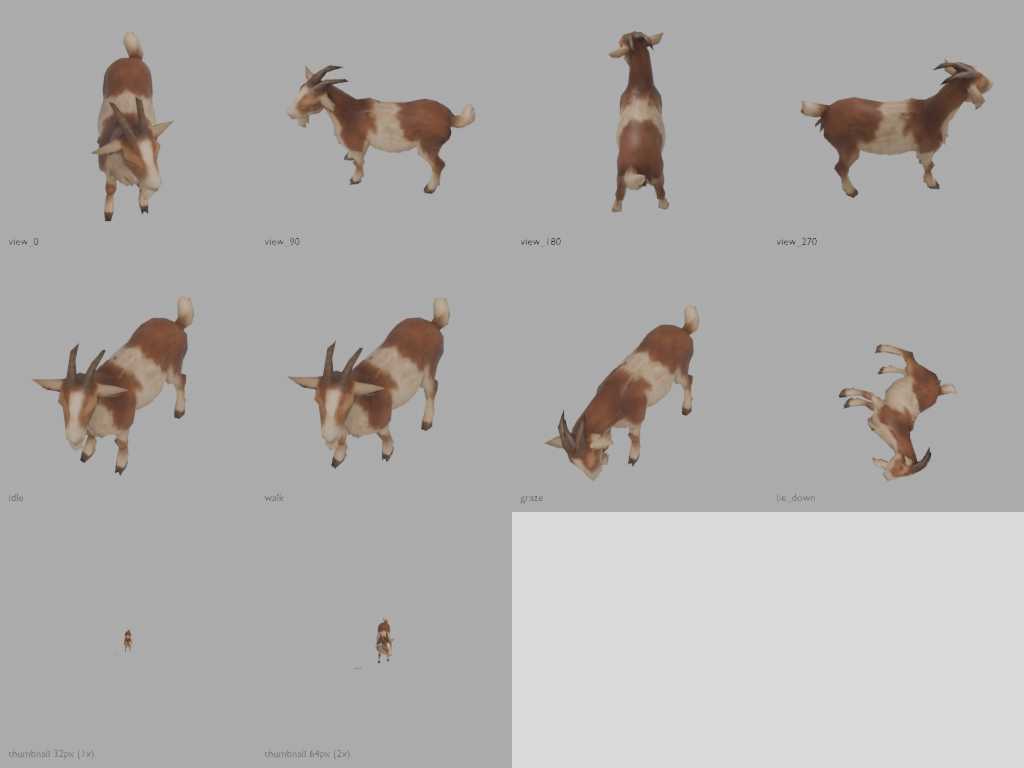 view_0
view_90
view_180
view_270
idle
walk
graze
lie_down
thumbnail 32px (1x)
thumbnail 64px (2x)